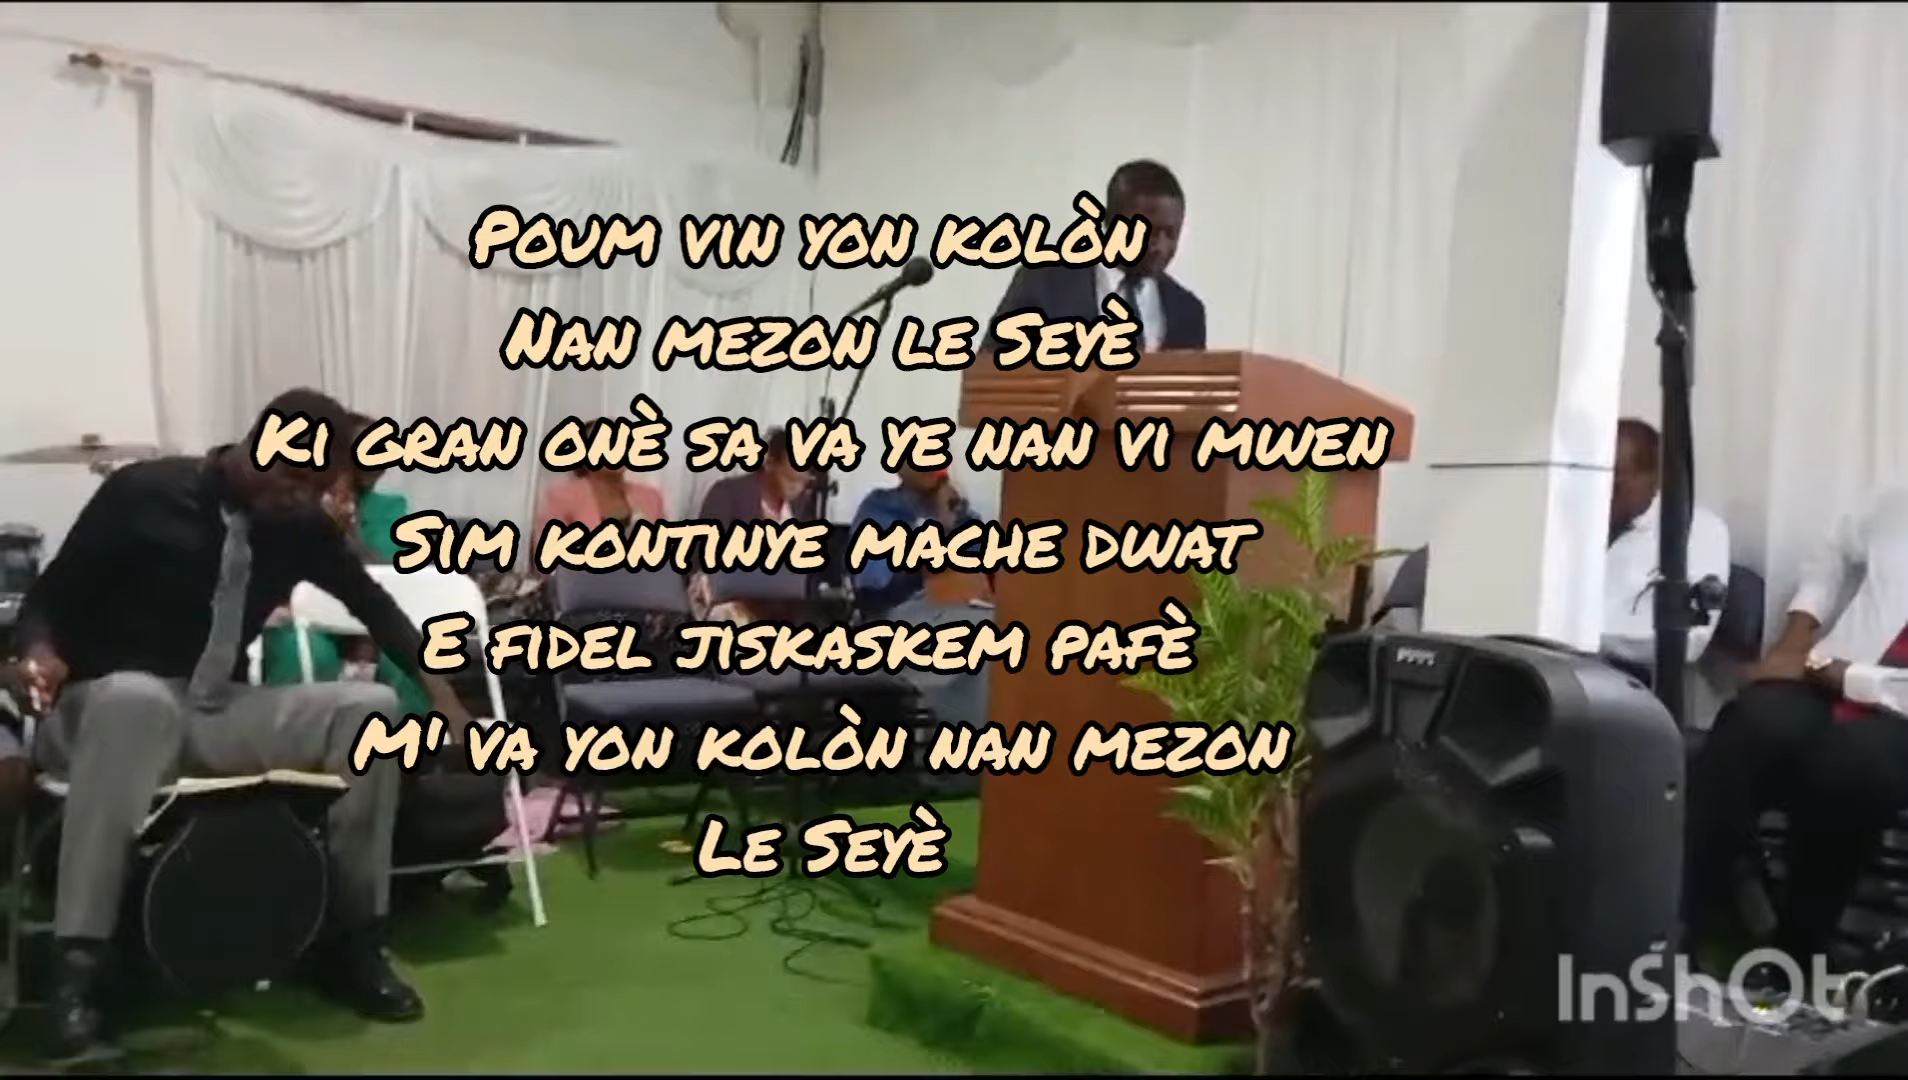 Poum vin yon kolòn
Nan mezon le Seyè
Ki gran onè sa va ye nan vi mwen
Sim kontinye mache dwat
E fidel jiskaskem pafè
M' va yon kolòn nan mezon
Le Seyè
InShOt